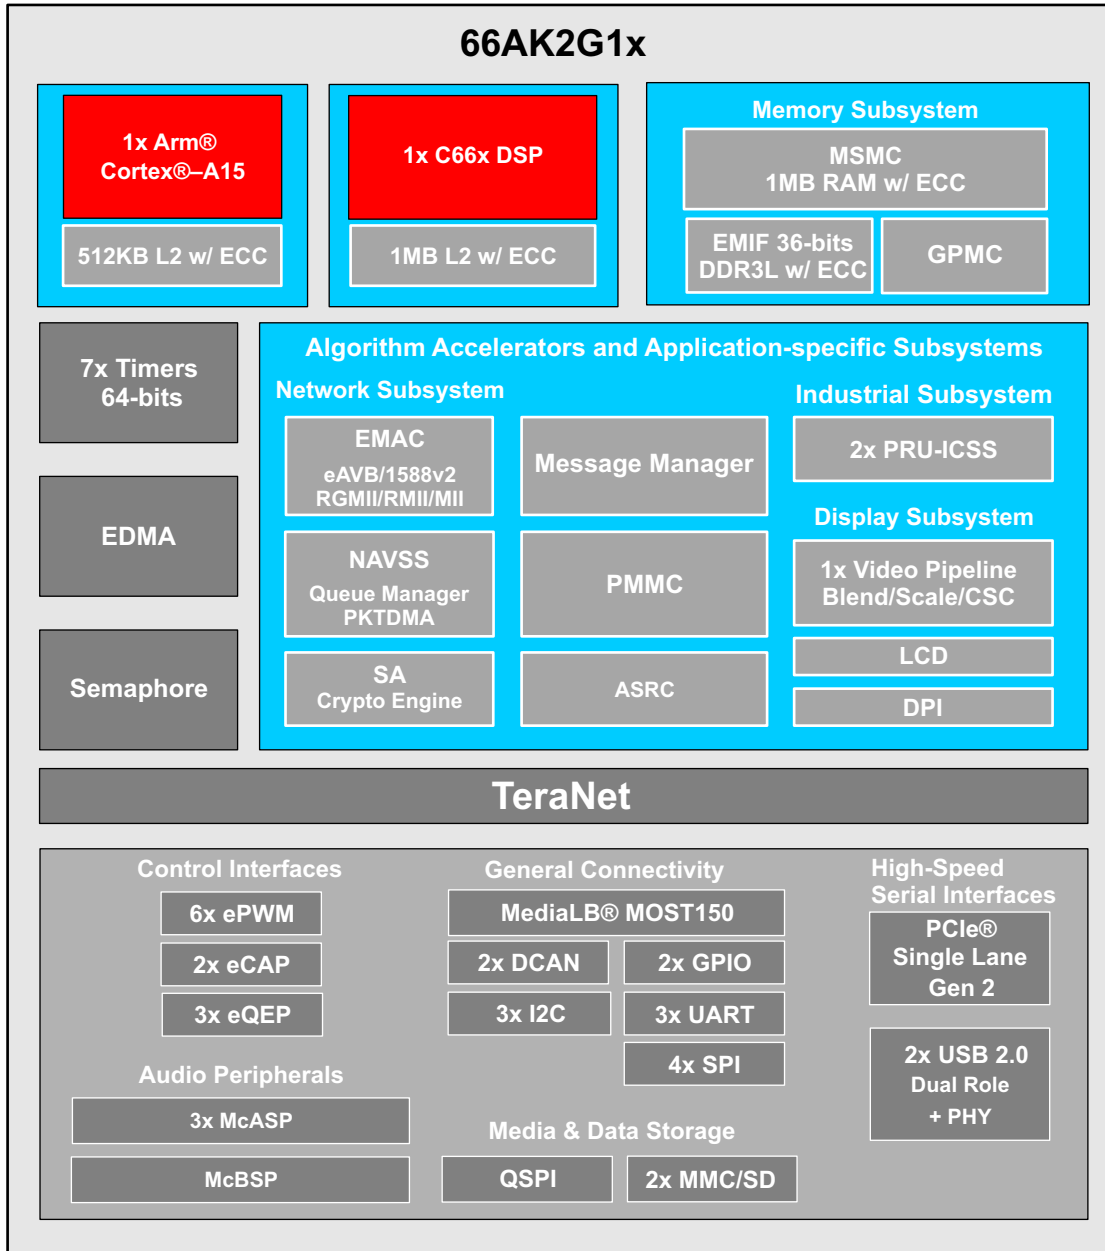 66AK2G1x
1x Arm®
Cortex®–A15
512KB L2 w/ ECC
1x C66x DSP
1MB L2 w/ ECC
Memory Subsystem
MSMC
1MB RAM w/ ECC
EMIF 36-bits
DDR3L w/ ECC
GPMC
7x Timers
64-bits
EDMA
Semaphore
Algorithm Accelerators and Application-specific Subsystems
Network Subsystem
EMAC
eAVB/1588v2
RGMII/RMII/MII
NAVSS
Queue Manager
PKTDMA
SA
Crypto Engine
Message Manager
PMMC
ASRC
Industrial Subsystem
2x PRU-ICSS
Display Subsystem
1x Video Pipeline
Blend/Scale/CSC
LCD
DPI
TeraNet
Control Interfaces
6x ePWM
2x eCAP
3x eQEP
Audio Peripherals
3x McASP
McBSP
General Connectivity
MediaLB® MOST150
2x DCAN
2x GPIO
3x I2C
3x UART
4x SPI
Media & Data Storage
QSPI
2x MMC/SD
High-Speed
Serial Interfaces
PCIe®
Single Lane
Gen 2
2x USB 2.0
Dual Role
+ PHY